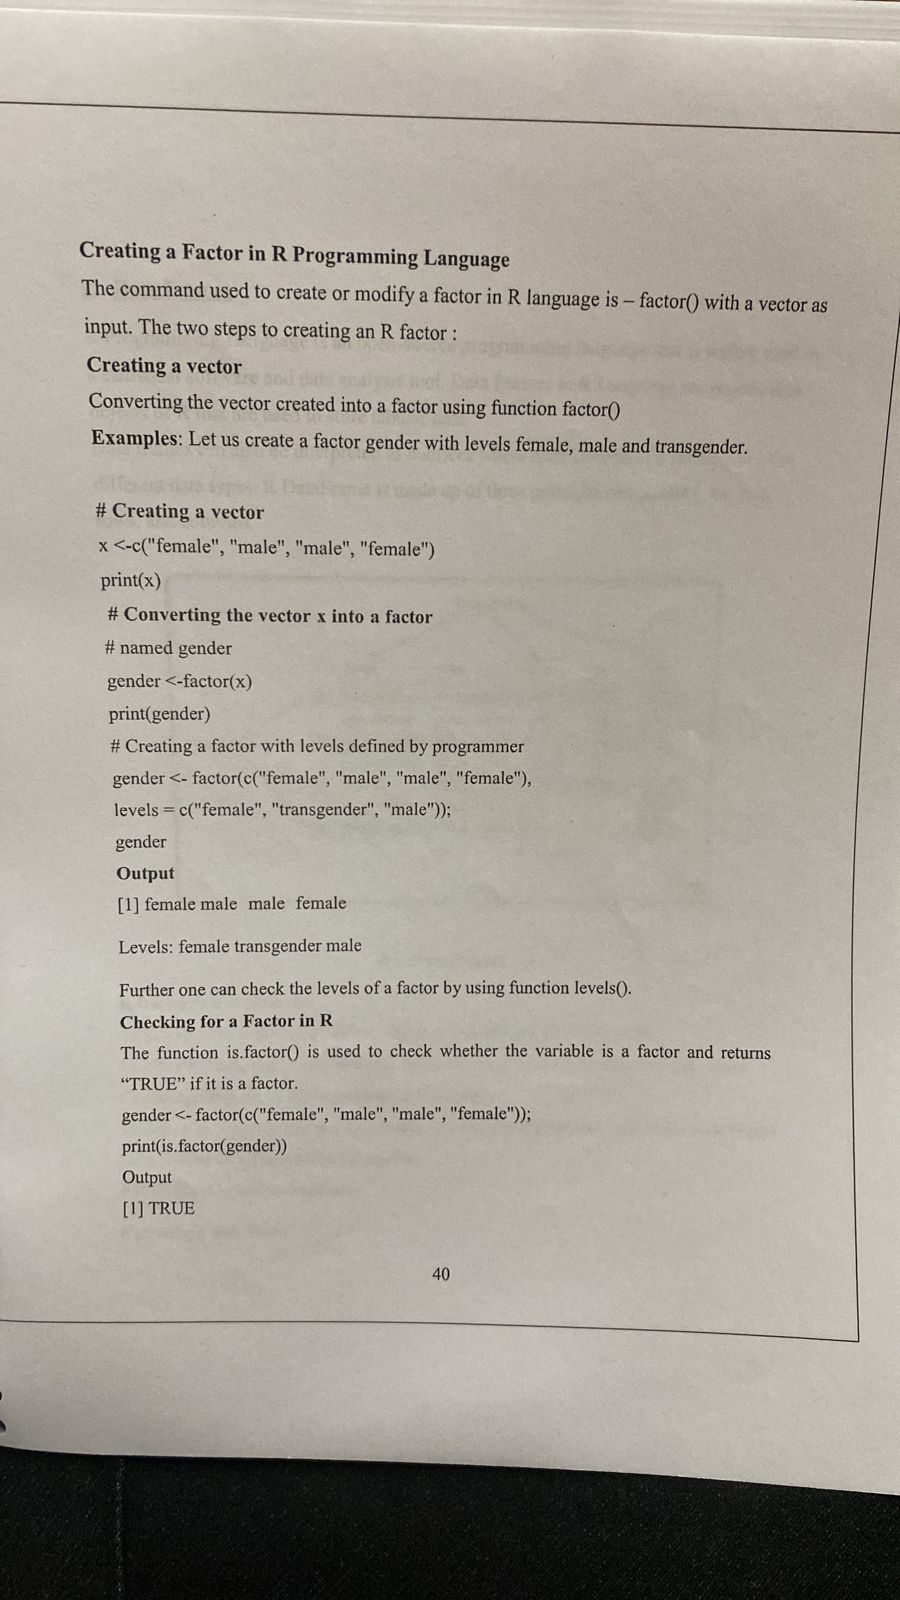 Creating a Factor in R Programming Language
The command used to create or modify a factor in R language is – factor() with a vector as
input. The two steps to creating an R factor :
Creating a vector
Converting the vector created into a factor using function factor()
Examples: Let us create a factor gender with levels female, male and transgender.
# Creating a vector
x <-c("female", "male", "male", "female")
print(x)
# Converting the vector x into a factor
# named gender
gender <-factor(x)
print(gender)
# Creating a factor with levels defined by programmer
gender <- factor(c("female", "male", "male", "female"),
levels = c("female", "transgender", "male"));
gender
Output
[1] female male male female
Levels: female transgender male
Further one can check the levels of a factor by using function levels().
Checking for a Factor in R
The function is.factor() is used to check whether the variable is a factor and returns
“TRUE” if it is a factor.
gender <- factor(c("female", "male", "male", "female"));
print(is.factor(gender))
Output
[1] TRUE
40